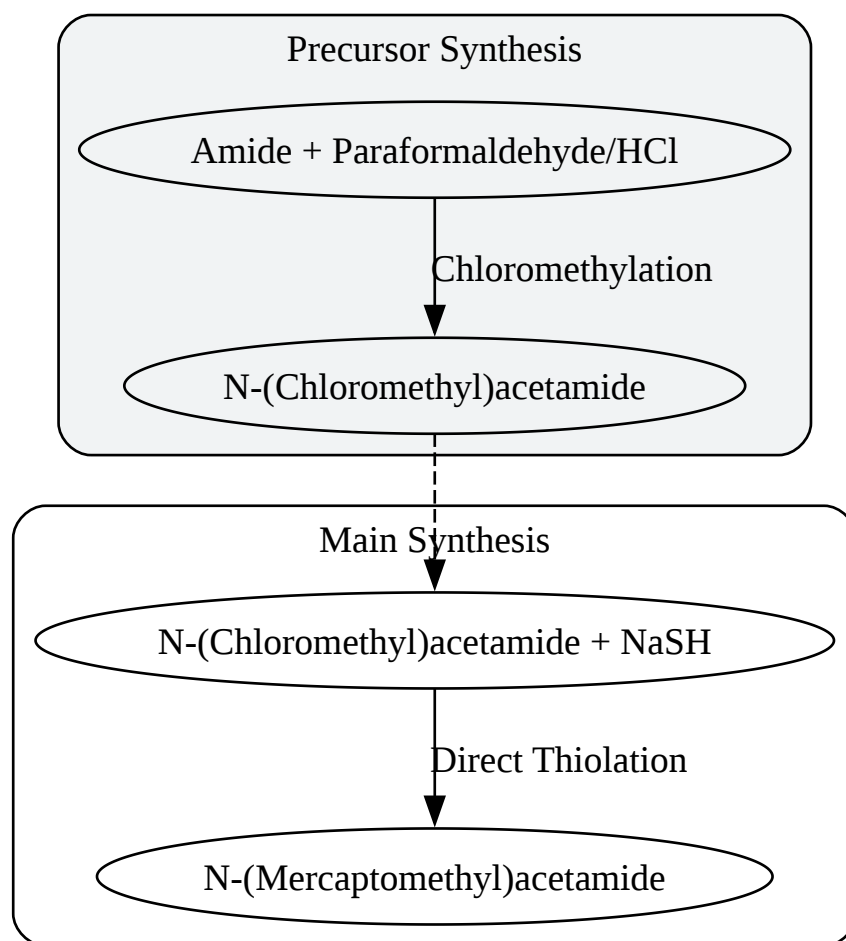 Precursor Synthesis
Amide + Paraformaldehyde/HCl
Chloromethylation
N-(Chloromethyl)acetamide
Main Synthesis
N-(Chloromethyl)acetamide + NaSH
Direct Thiolation
N-(Mercaptomethyl)acetamide